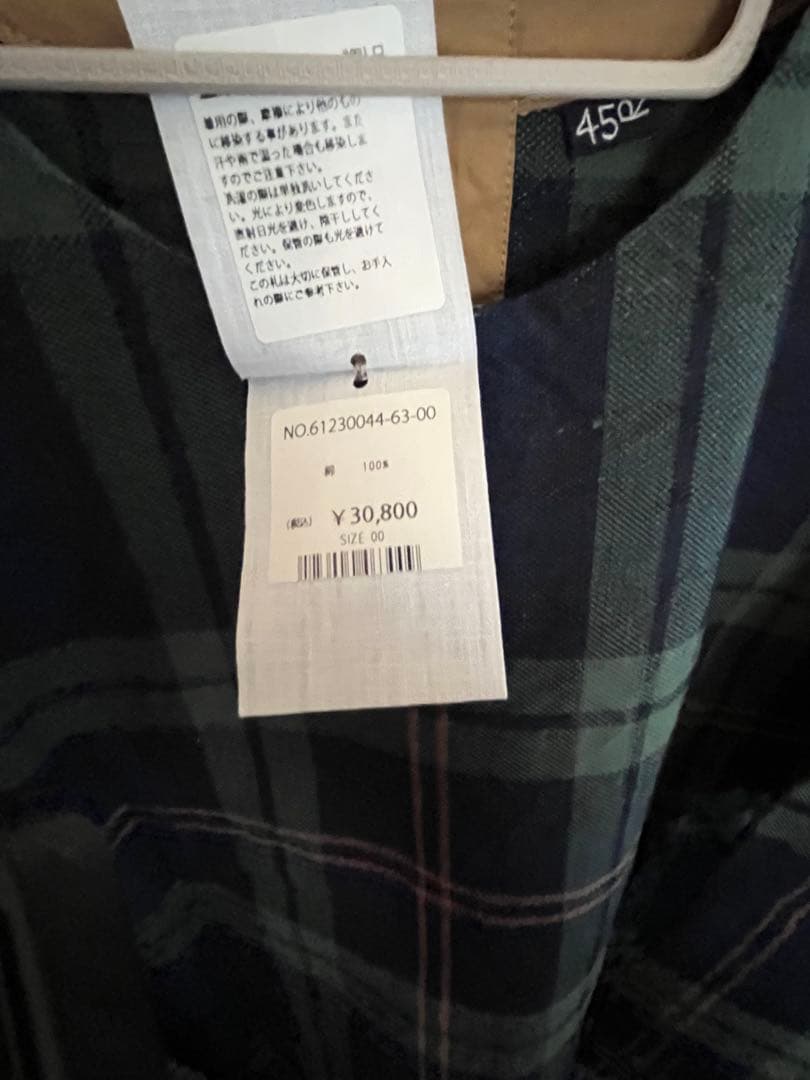 着用の際、摩擦により他のもの
に移染する事があります。また
汗や雨で湿った場合も移染しま
すのでご注意下さい。
洗濯の際は単独洗いしてくださ
い。光により変色しますので、
直射日光を避け、陰干ししてく
ださい。保管の際も光を避けて
ください。
この札は大切に保管し、お手入
れの際にご参考下さい。
45R
NO.61230044-63-00
綿 100%
(税込) ¥30,800
SIZE 00